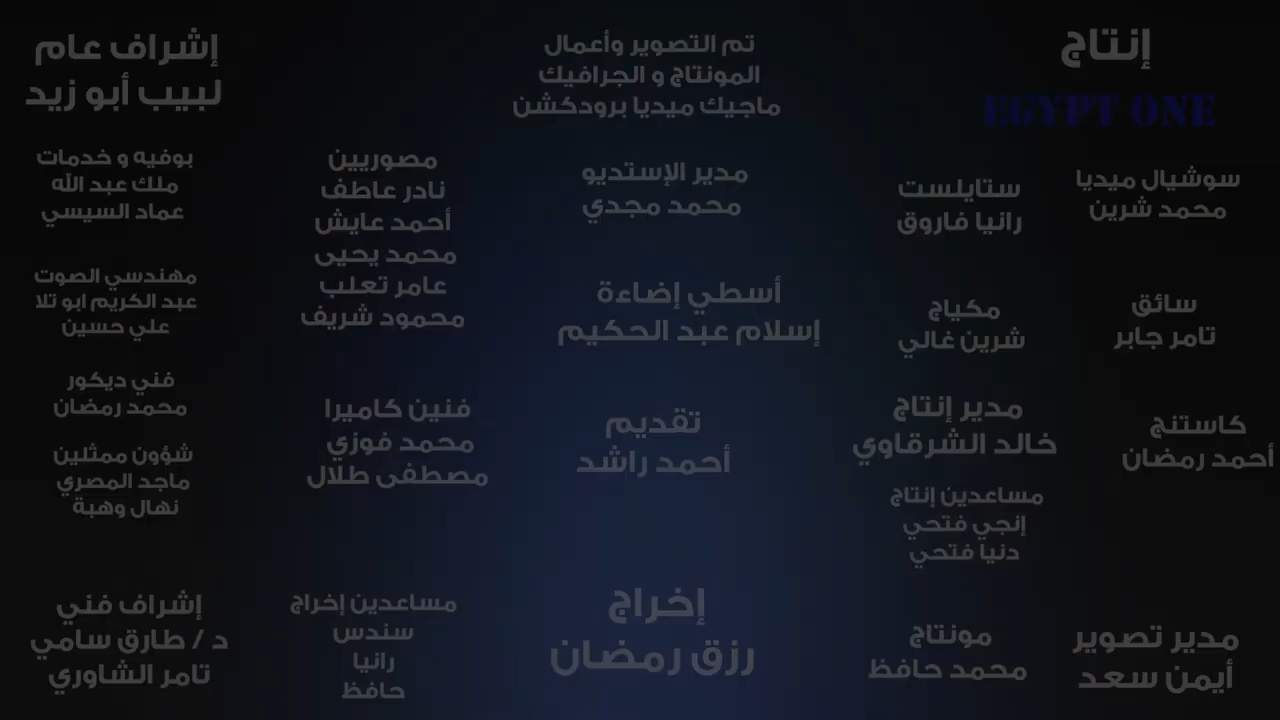 إنتاج
EGYPT ONE
تم التصوير وأعمال
المونتاج و الجرافيك
ماجيك ميديا برودكشن
إشراف عام
لبيب أبو زيد
سوشيال ميديا
محمد شرين
ستايلست
رانيا فاروق
مدير الإستديو
محمد مجدي
مصوريين
نادر عاطف
أحمد عايش
محمد يحيى
عامر تعلب
محمود شريف
بوفيه و خدمات
ملك عبد الله
عماد السيسي
سائق
تامر جابر
مكياج
شرين غالي
أسطي إضاءة
إسلام عبد الحكيم
مهندسي الصوت
عبد الكريم ابو تلا
علي حسين
كاستنج
أحمد رمضان
مدير إنتاج
خالد الشرقاوي
مساعدين إنتاج
إنجي فتحي
دنيا فتحي
تقديم
أحمد راشد
فنين كاميرا
محمد فوزي
مصطفى طلال
فني ديكور
محمد رمضان
شؤون ممثلين
ماجد المصري
نهال وهبة
مدير تصوير
أيمن سعد
مونتاج
محمد حافظ
إخراج
رزق رمضان
مساعدين إخراج
سندس
رانيا
حافظ
إشراف فني
د / طارق سامي
تامر الشاوري